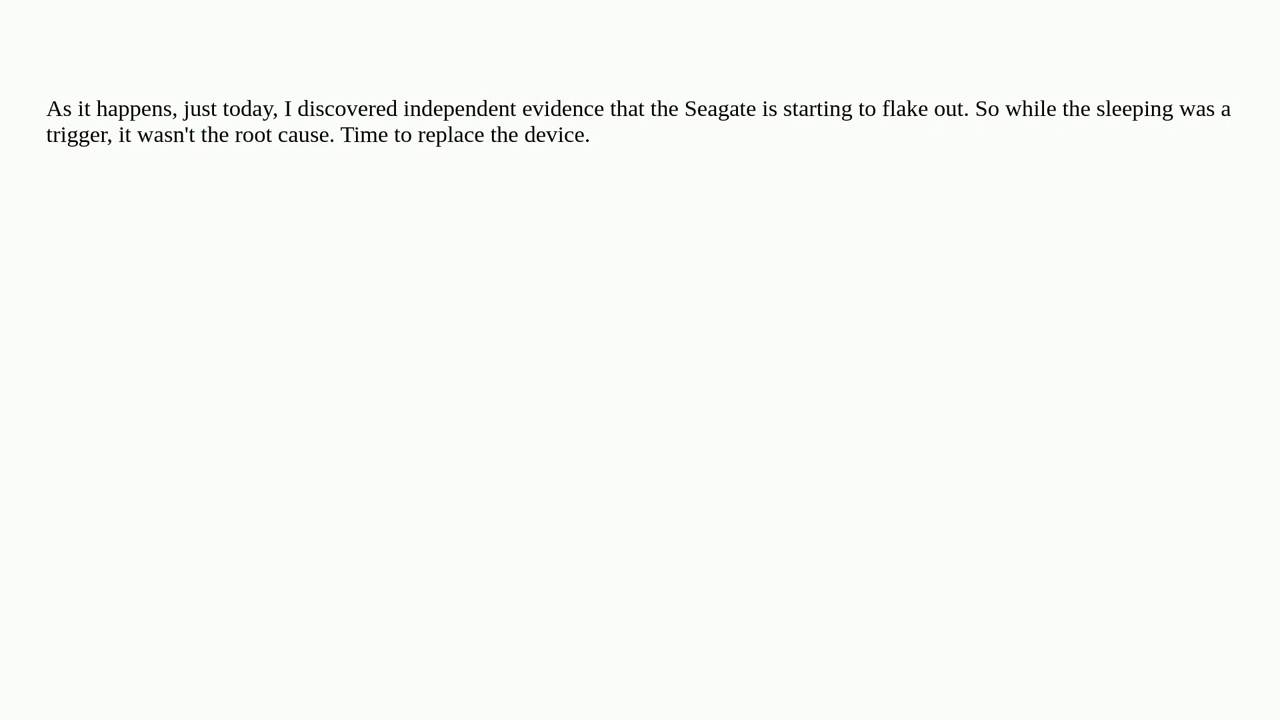 As it happens, just today, I discovered independent evidence that the Seagate is starting to flake out. So while the sleeping was a
trigger, it wasn't the root cause. Time to replace the device.